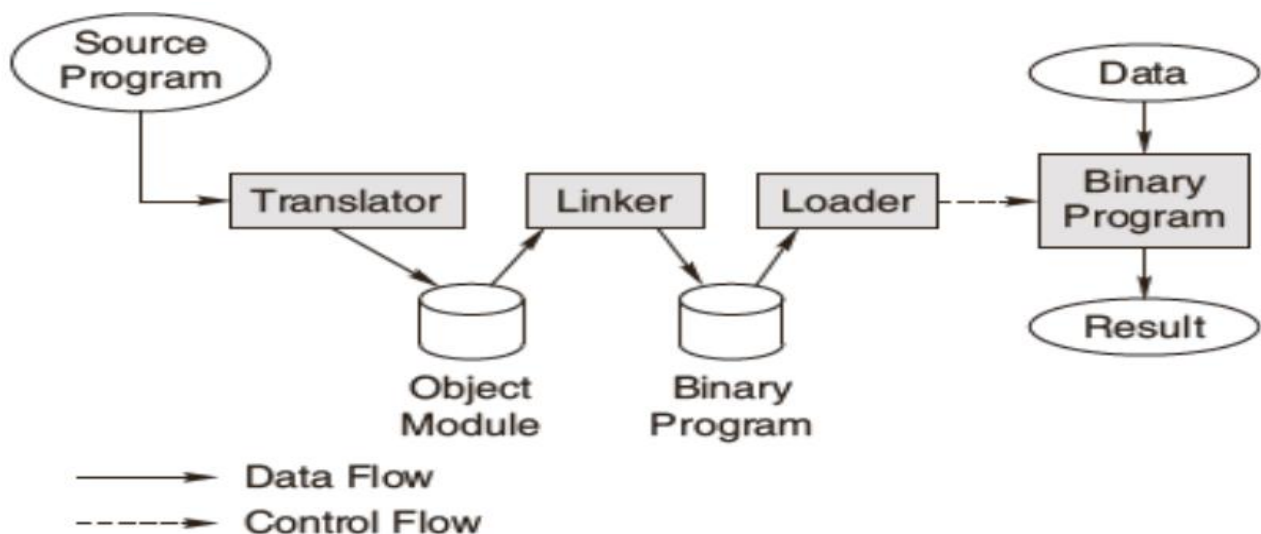 Source
Program
Data
Translator
Linker
Loader
Binary
Program
Result
Object
Module
Binary
Program
Data Flow
Control Flow